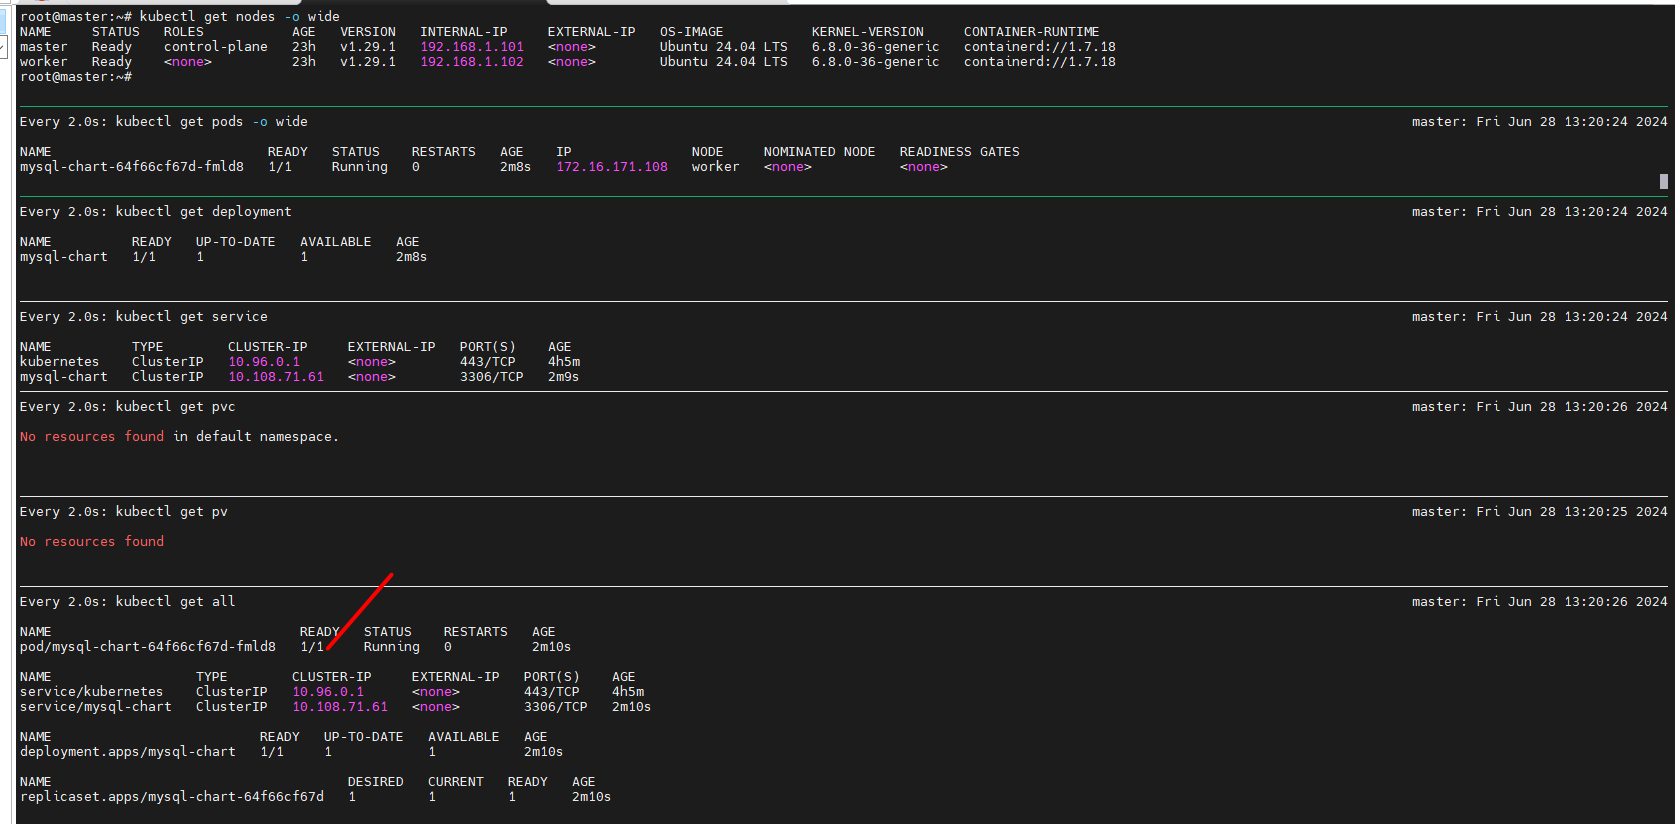 root@master:~# kubectl get nodes -o wide
NAME     STATUS   ROLES           AGE   VERSION   INTERNAL-IP     EXTERNAL-IP   OS-IMAGE           KERNEL-VERSION     CONTAINER-RUNTIME
master   Ready    control-plane   23h   v1.29.1   192.168.1.101   <none>        Ubuntu 24.04 LTS   6.8.0-36-generic   containerd://1.7.18
worker   Ready    <none>          23h   v1.29.1   192.168.1.102   <none>        Ubuntu 24.04 LTS   6.8.0-36-generic   containerd://1.7.18
root@master:~#
Every 2.0s: kubectl get pods -o wide master: Fri Jun 28 13:20:24 2024
NAME                           READY   STATUS    RESTARTS   AGE    IP               NODE     NOMINATED NODE   READINESS GATES
mysql-chart-64f66cf67d-fmld8   1/1     Running   0          2m8s   172.16.171.108   worker   <none>           <none>
Every 2.0s: kubectl get deployment master: Fri Jun 28 13:20:24 2024
NAME          READY   UP-TO-DATE   AVAILABLE   AGE
mysql-chart   1/1     1            1           2m8s
Every 2.0s: kubectl get service master: Fri Jun 28 13:20:24 2024
NAME          TYPE        CLUSTER-IP     EXTERNAL-IP   PORT(S)    AGE
kubernetes    ClusterIP   10.96.0.1      <none>        443/TCP    4h5m
mysql-chart   ClusterIP   10.108.71.61   <none>        3306/TCP   2m9s
Every 2.0s: kubectl get pvc master: Fri Jun 28 13:20:26 2024
No resources found in default namespace.
Every 2.0s: kubectl get pv master: Fri Jun 28 13:20:25 2024
No resources found
Every 2.0s: kubectl get all master: Fri Jun 28 13:20:26 2024
NAME                               READY   STATUS    RESTARTS   AGE
pod/mysql-chart-64f66cf67d-fmld8   1/1     Running   0          2m10s
NAME                  TYPE        CLUSTER-IP     EXTERNAL-IP   PORT(S)    AGE
service/kubernetes    ClusterIP   10.96.0.1      <none>        443/TCP    4h5m
service/mysql-chart   ClusterIP   10.108.71.61   <none>        3306/TCP   2m10s
NAME                          READY   UP-TO-DATE   AVAILABLE   AGE
deployment.apps/mysql-chart   1/1     1            1           2m10s
NAME                                     DESIRED   CURRENT   READY   AGE
replicaset.apps/mysql-chart-64f66cf67d   1         1         1       2m10s